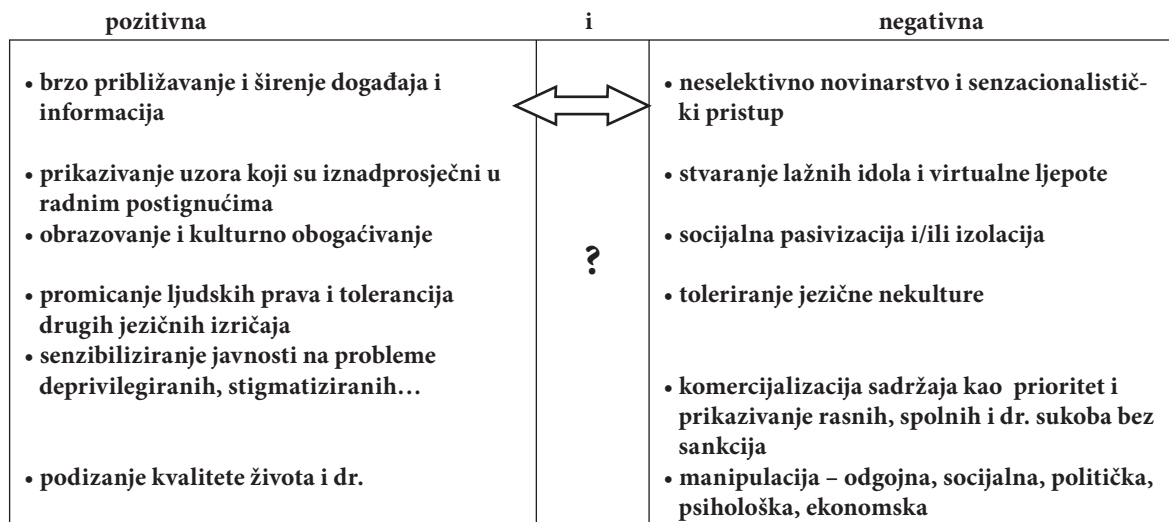 pozitivna i negativna
• brzo približavanje i širenje događaja i
informacija
• prikazivanje uzora koji su iznadprosječni u
radnim postignućima
• obrazovanje i kulturno obogaćivanje
• promicanje ljudskih prava i tolerancija
drugih jezičnih izričaja
• senzibiliziranje javnosti na probleme
deprivilegiranih, stigmatiziranih…
• podizanje kvalitete života i dr.
?
• neselektivno novinarstvo i senzacionalistič-
ki pristup
• stvaranje lažnih idola i virtualne ljepote
• socijalna pasivizacija i/ili izolacija
• toleriranje jezične nekulture
• komercijalizacija sadržaja kao prioritet i
prikazivanje rasnih, spolnih i dr. sukoba bez
sankcija
• manipulacija – odgojna, socijalna, politička,
psihološka, ekonomska